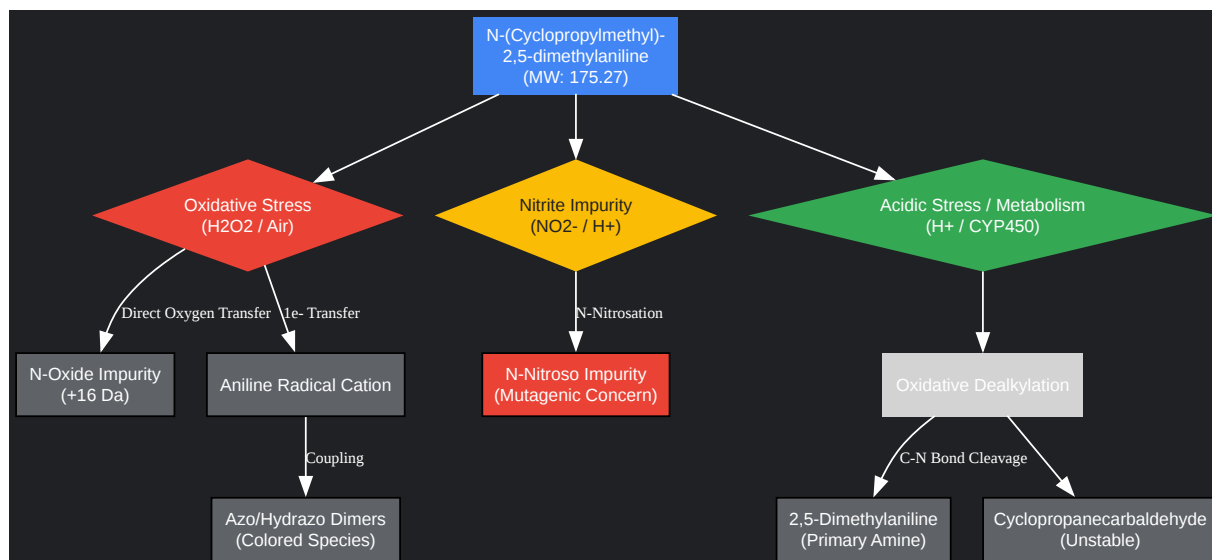 N-(Cyclopropylmethyl)-
2,5-dimethylaniline
(MW: 175.27)
Oxidative Stress
(H2O2 / Air)
Nitrite Impurity
(NO2- / H+)
Acidic Stress / Metabolism
(H+ / CYP450)
Direct Oxygen Transfer
1e- Transfer
N-Nitrosation
N-Oxide Impurity
(+16 Da)
Aniline Radical Cation
N-Nitroso Impurity
(Mutagenic Concern)
Oxidative Dealkylation
Coupling
C-N Bond Cleavage
Azo/Hydrazo Dimers
(Colored Species)
2,5-Dimethylaniline
(Primary Amine)
Cyclopropanecarbaldehyde
(Unstable)